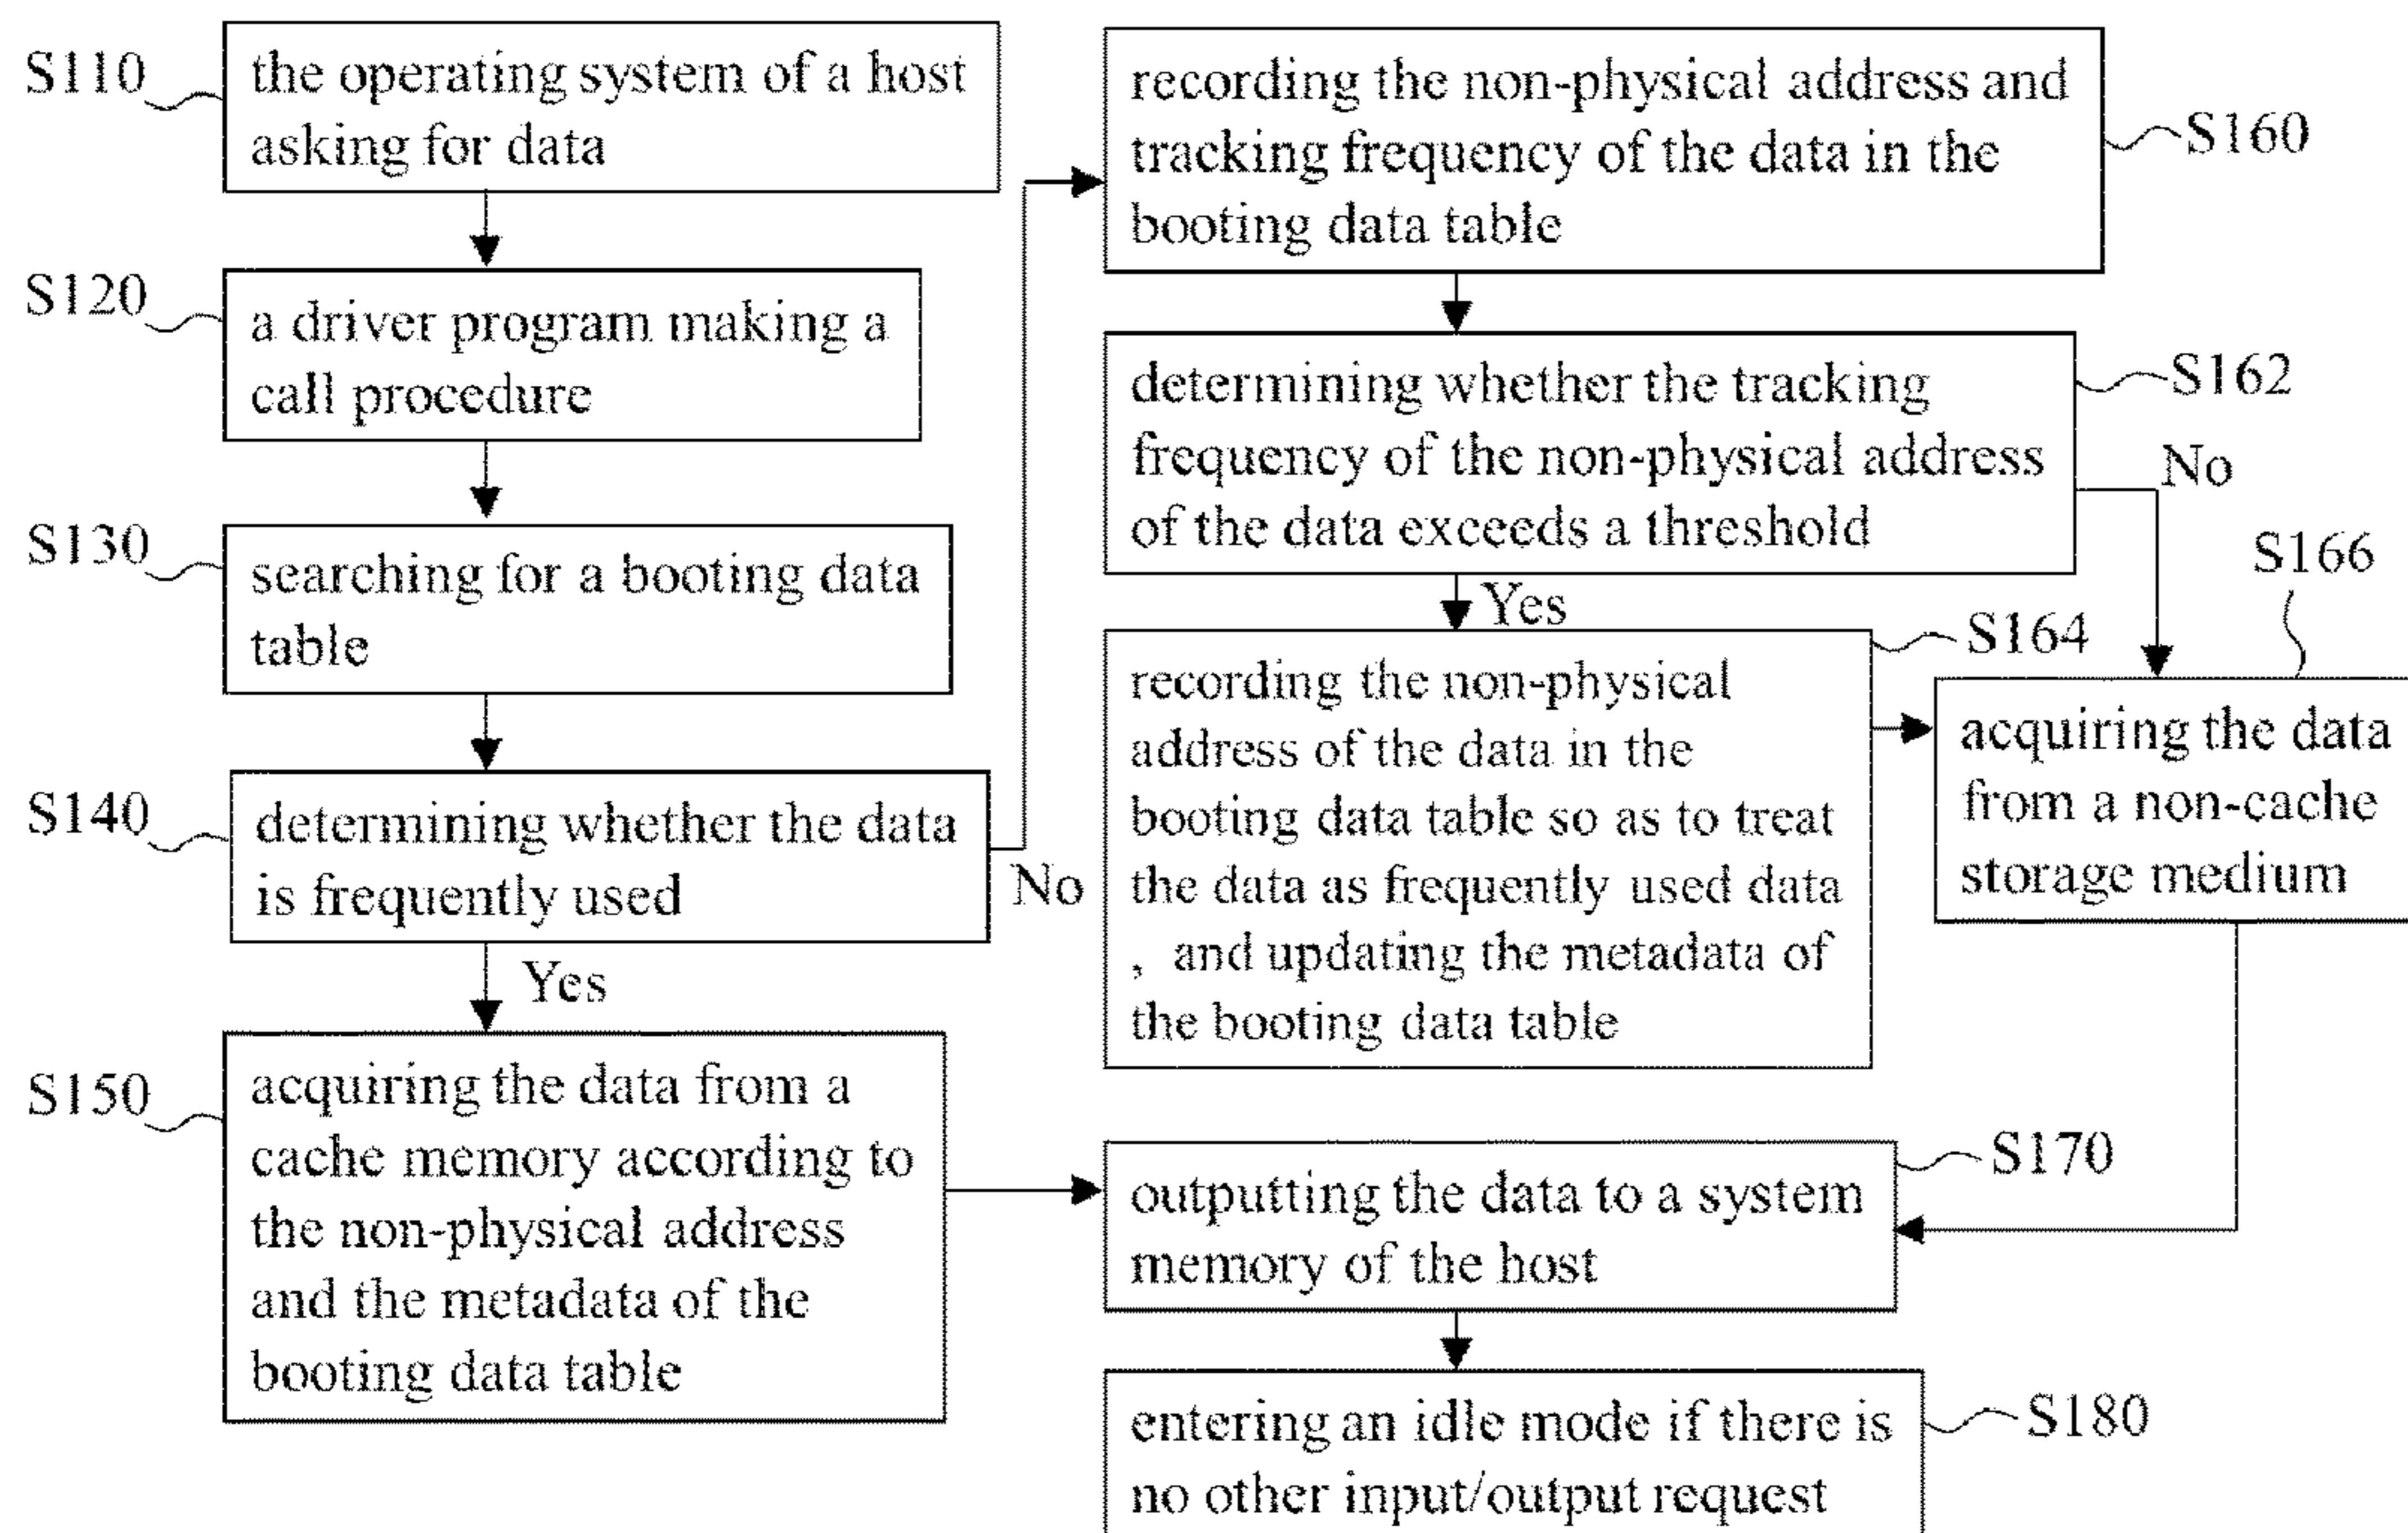 S110
the operating system of a host
asking for data
S120
a driver program making a
call procedure
S130
searching for a booting data
table
S140
determining whether the data
is frequently used
No
Yes
S150
acquiring the data from a
cache memory according to
the non-physical address
and the metadata of the
booting data table
recording the non-physical address and
tracking frequency of the data in the
booting data table
S160
determining whether the tracking
frequency of the non-physical address
of the data exceeds a threshold
S162
No
Yes
S164
recording the non-physical
address of the data in the
booting data table so as to treat
the data as frequently used data
, and updating the metadata of
the booting data table
S166
acquiring the data
from a non-cache
storage medium
S170
outputting the data to a system
memory of the host
entering an idle mode if there is
no other input/output request
S180